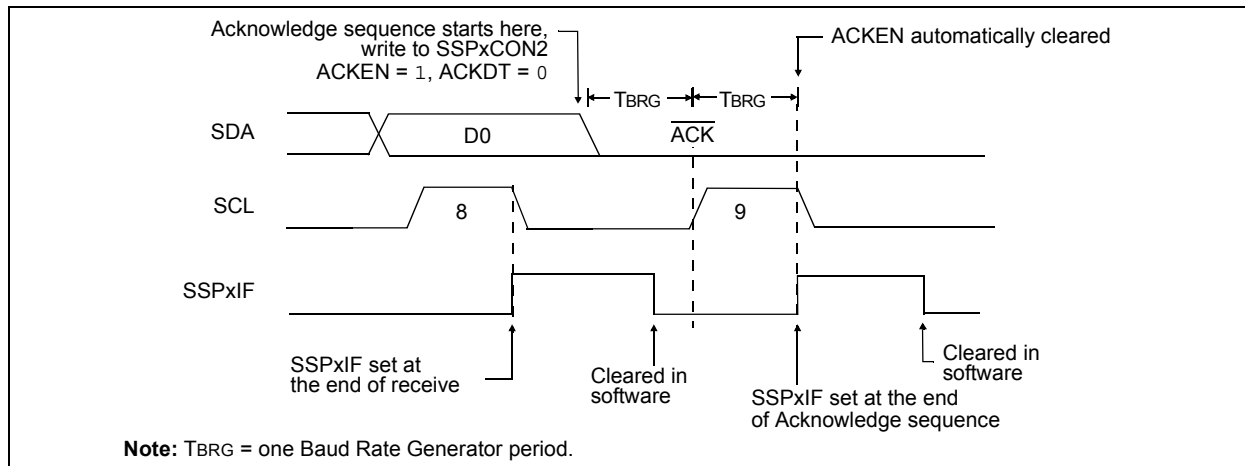 Acknowledge sequence starts here,
write to SSPxCON2
ACKEN = 1, ACKDT = 0
ACKEN automatically cleared
TBRG
TBRG
SDA
D0
ACK
SCL
8
9
SSPxIF
SSPxIF set at
the end of receive
Cleared in
software
SSPxIF set at the end
of Acknowledge sequence
Cleared in
software
Note: TBRG = one Baud Rate Generator period.